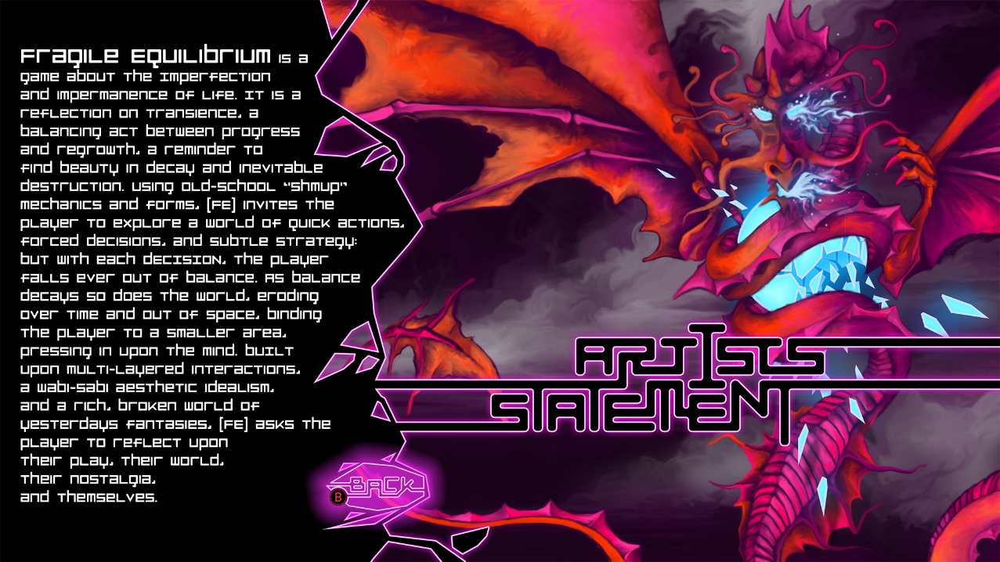 Fragile Equilibrium is a
game about the imperfection
and impermanence of life. It is a
reflection on transience, a
balancing act between progress
and regrowth, a reminder to
find beauty in decay and inevitable
destruction. Using old-school "shmup"
mechanics and forms, [FE] invites the
player to explore a world of quick actions,
forced decisions, and subtle strategy:
but with each decision, the player
falls ever out of balance. As balance
decays so does the world, eroding
over time and out of space, binding
the player to a smaller area,
pressing in upon the mind. Built
upon multi-layered interactions,
a wabi-sabi aesthetic idealism,
and a rich, broken world of
yesterdays fantasies, [FE] asks the
player to reflect upon
their play, their world,
their nostalgia,
and themselves.
Artists
Statement
Back
B